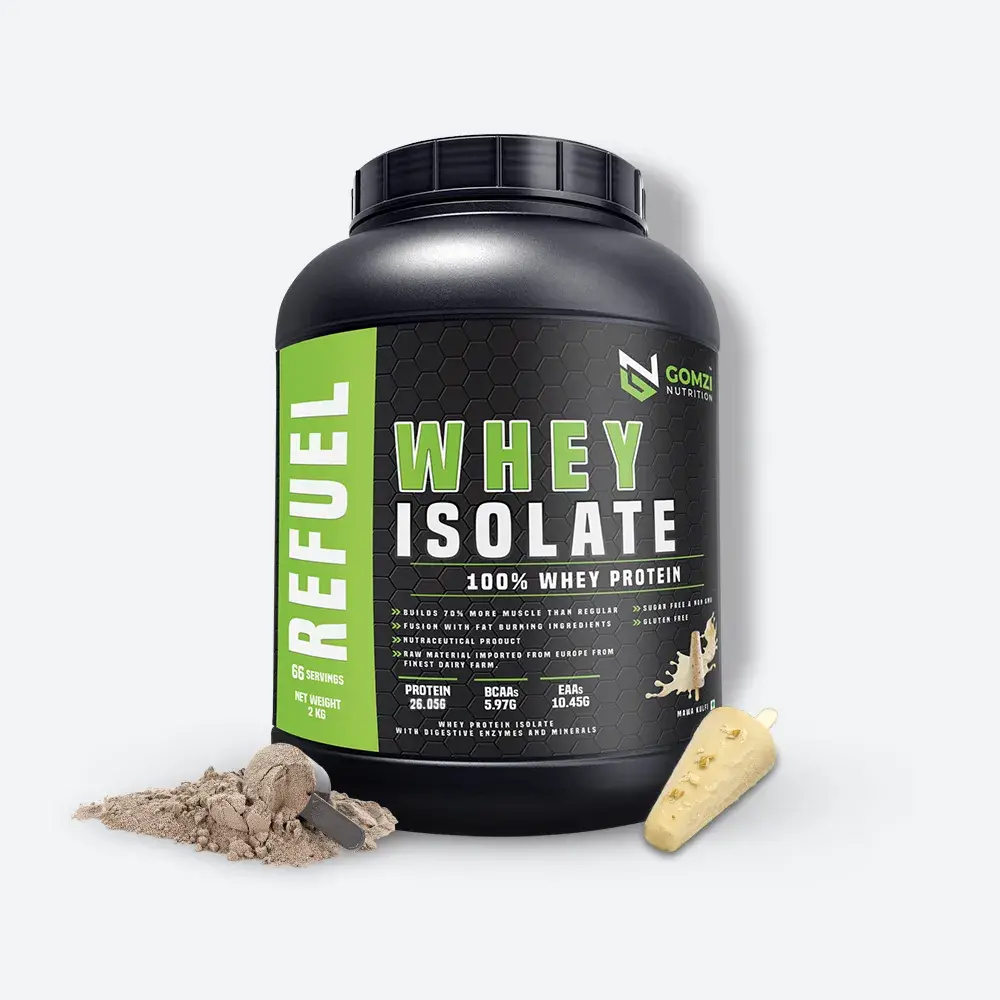 GOMZI
NUTRITION
REFUEL
66 SERVINGS
NET WEIGHT
2 KG
WHEY
ISOLATE
100% WHEY PROTEIN
BUILDS 70% MORE MUSCLE THAN REGULAR
FUSION WITH FAT BURNING INGREDIENTS
NUTRACEUTICAL PRODUCT
RAW MATERIAL IMPORTED FROM EUROPE FROM
FINEST DAIRY FARM.
SUGAR FREE & NON GMO
GLUTEN FREE
PROTEIN
26.05G
BCAAs
5.97G
EAAs
10.45G
WHEY PROTEIN ISOLATE
WITH DIGESTIVE ENZYMES AND MINERALS
MAWA KULFI